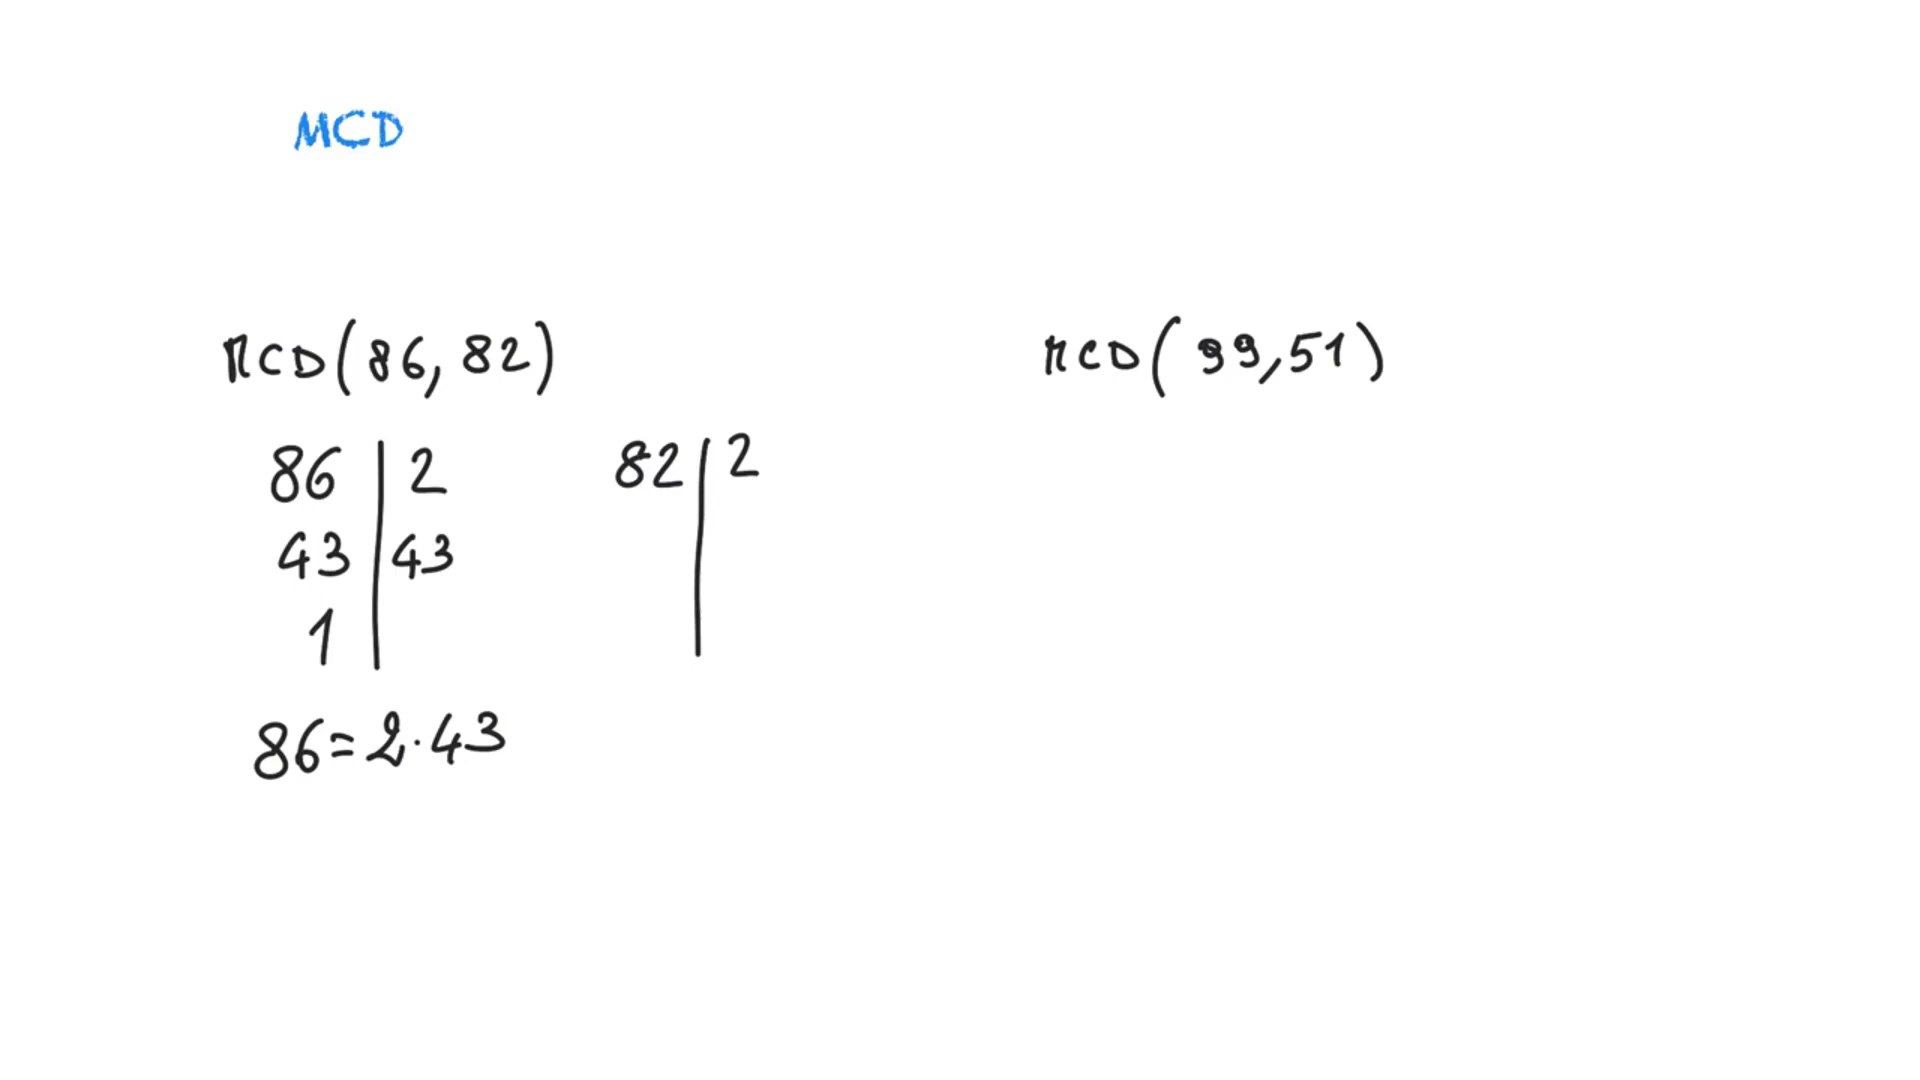 MCD
MCD(86, 82)
86 | 2
43 | 43
1 |
86=2·43
82 | 2
MCD(99,51)